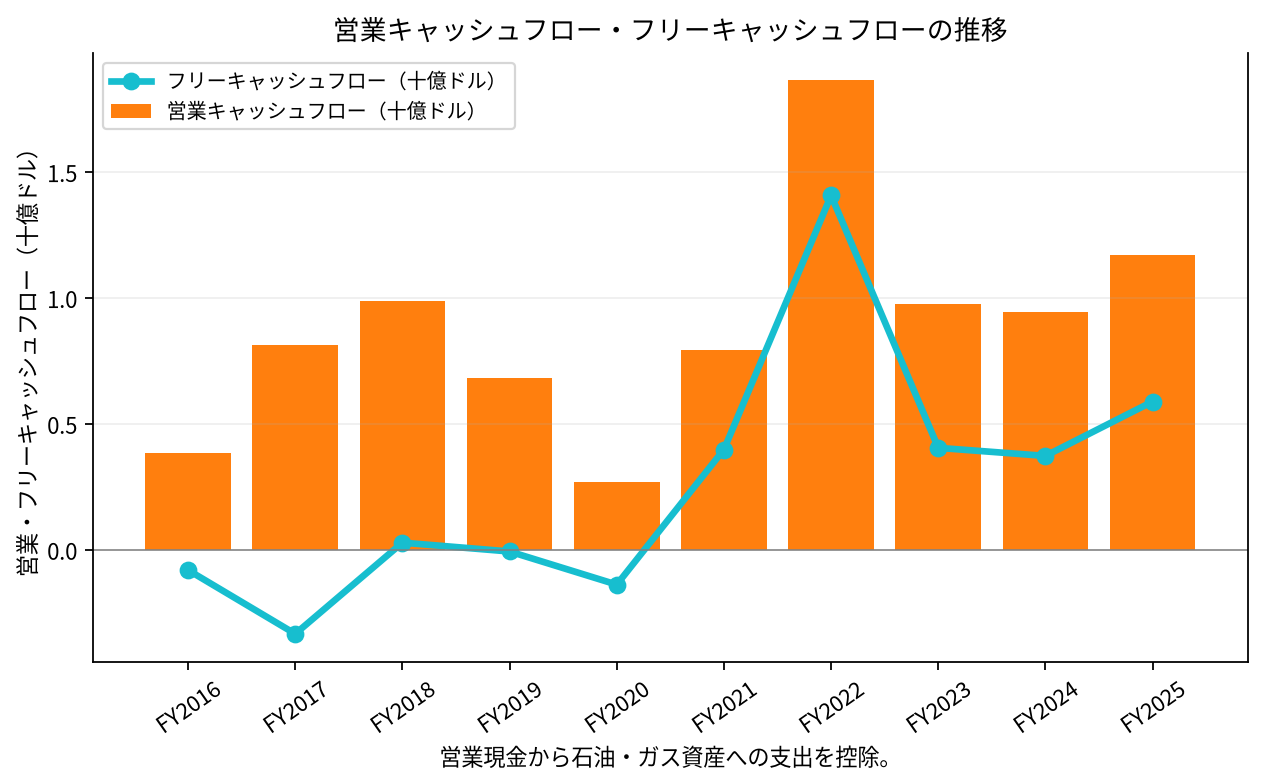 営業キャッシュフロー・フリーキャッシュフローの推移
フリーキャッシュフロー（十億ドル）
営業キャッシュフロー（十億ドル）
営業・フリーキャッシュフロー（十億ドル）
1.5
1.0
0.5
0.0
FY2016
FY2017
FY2018
FY2019
FY2020
FY2021
FY2022
FY2023
FY2024
FY2025
営業現金から石油・ガス資産への支出を控除。